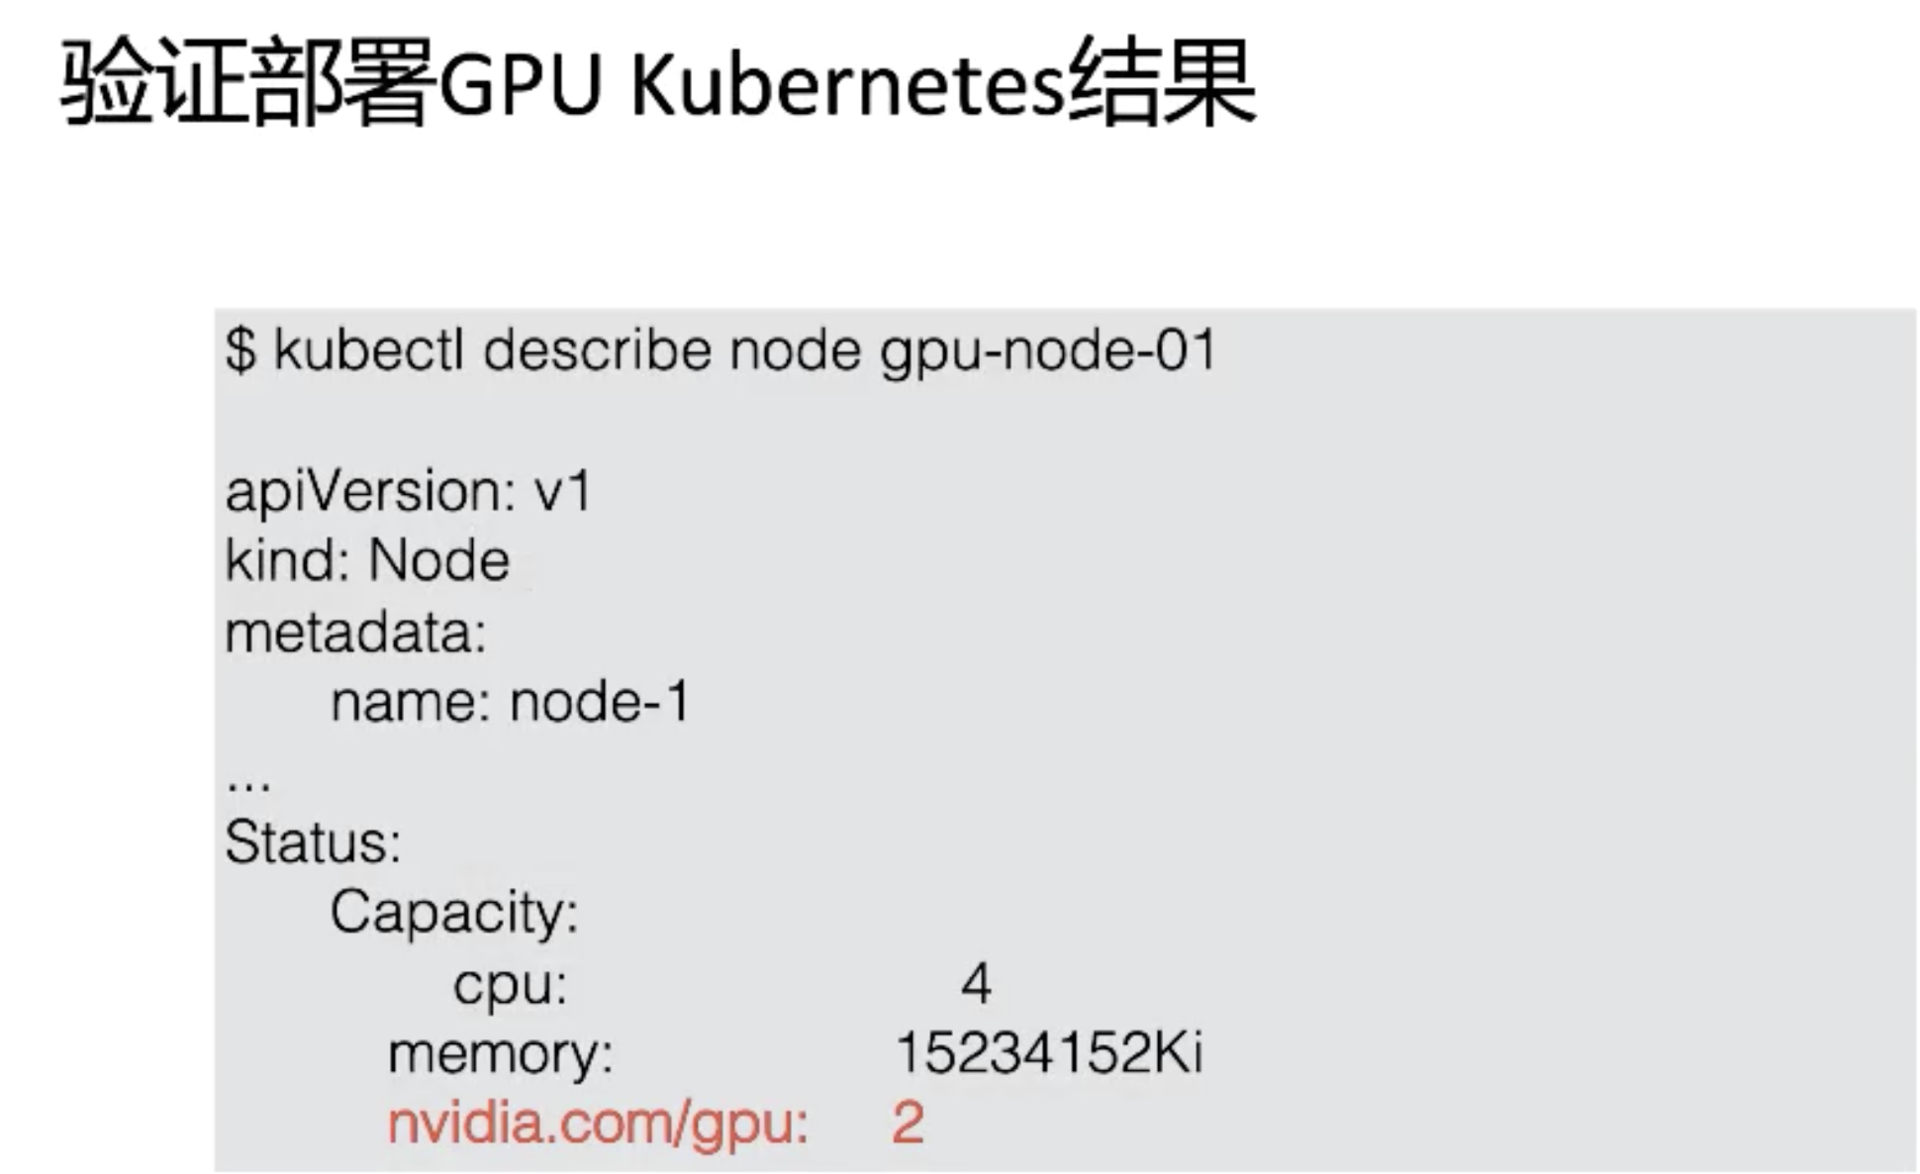 验证部署GPU Kubernetes结果
$ kubectl describe node gpu-node-01
apiVersion: v1
kind: Node
metadata:
name: node-1
...
Status:
Capacity:
cpu: 4
memory: 15234152Ki
nvidia.com/gpu: 2